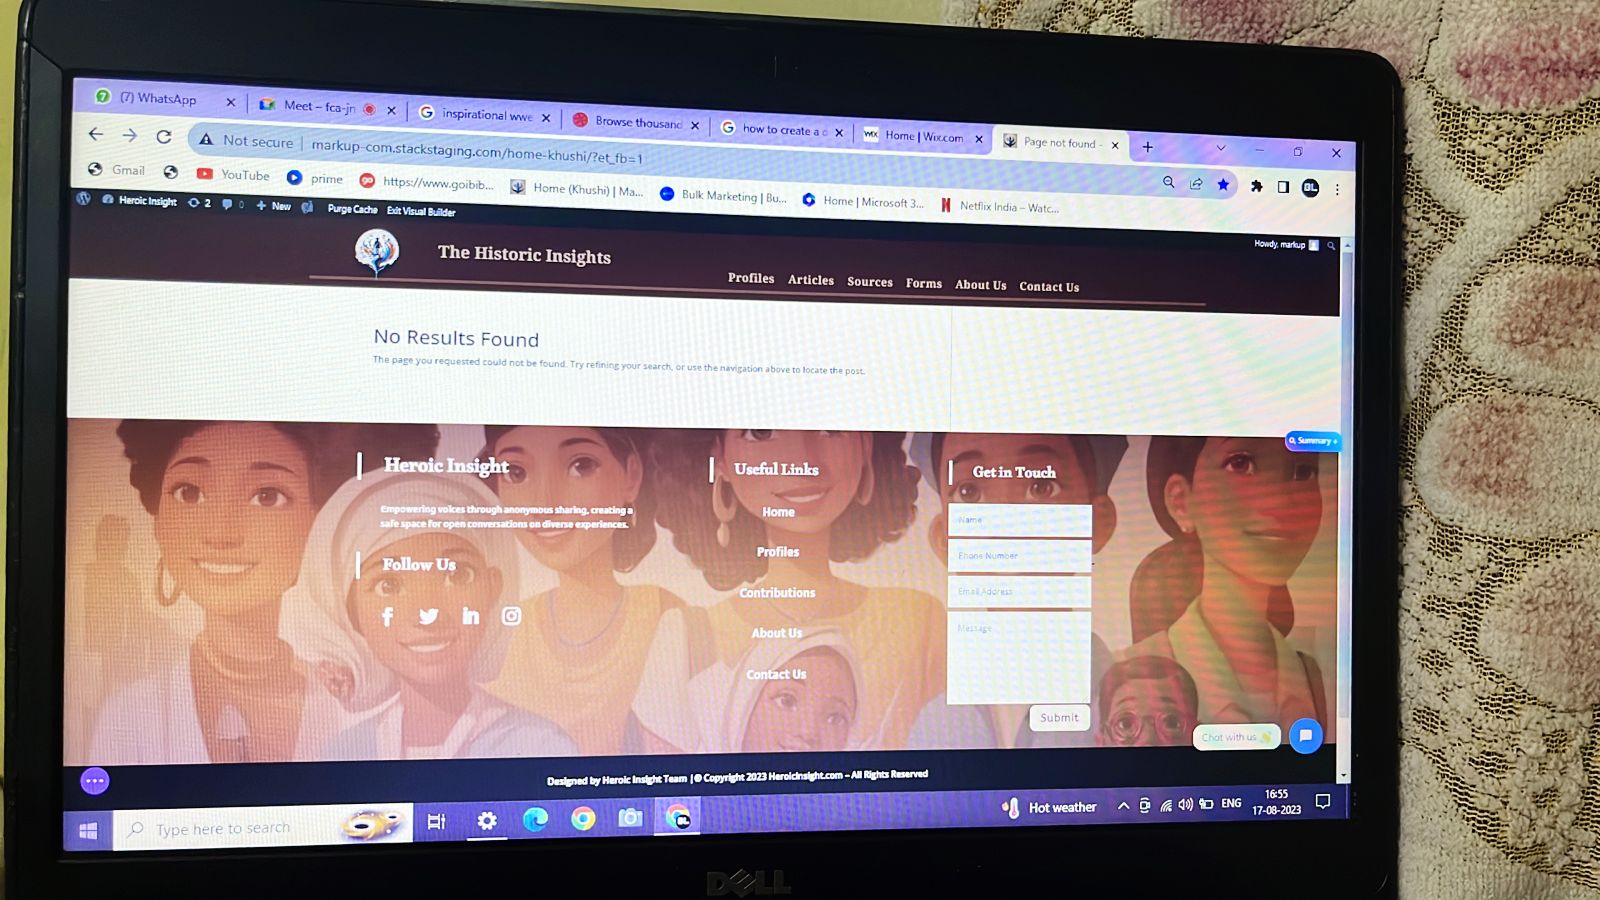 (7) WhatsApp
Meet – fca-jn
inspirational wwe
Browse thousand
how to create a c
WIX Home | Wix.com
Page not found -
Not secure | markup-com.stackstaging.com/home-khushi/?et_fb=1
Gmail
YouTube
prime
go https://www.goibib...
Home (Khushi) | Ma...
Bulk Marketing | Bu...
Home | Microsoft 3...
Netflix India – Watc...
BL
Heroic Insight 2 0 + New Purge Cache Exit Visual Builder
Howdy, markup
The Historic Insights
Profiles Articles Sources Forms About Us Contact Us
No Results Found
The page you requested could not be found. Try refining your search, or use the navigation above to locate the post.
Summary
Heroic Insight
Empowering voices through anonymous sharing, creating a
safe space for open conversations on diverse experiences.
Follow Us
Useful Links
Home
Profiles
Contributions
About Us
Contact Us
Get in Touch
Name
Phone Number
Email Address
Message
Submit
Chat with us
Designed by Heroic Insight Team | © Copyright 2023 HeroicInsight.com – All Rights Reserved
Type here to search
Hot weather
ENG
16:55
17-08-2023
DELL